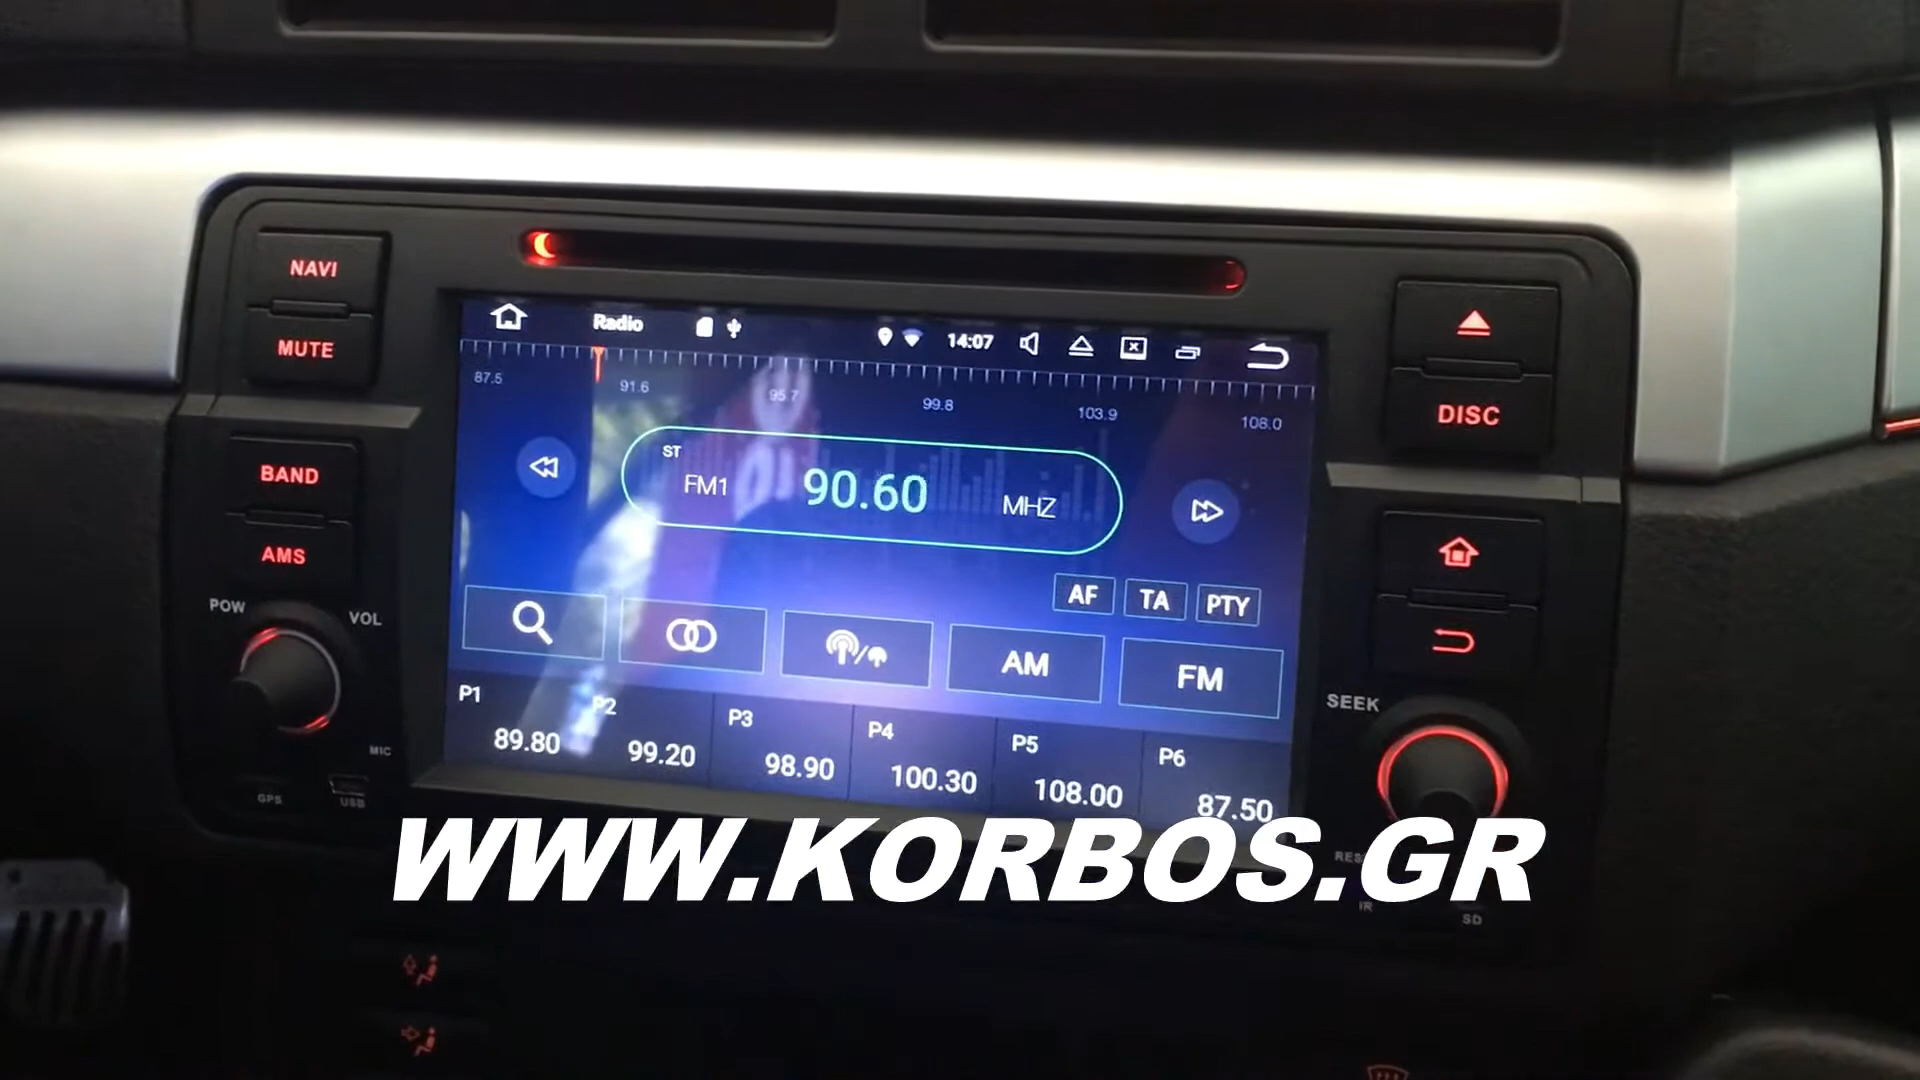 NAVI
MUTE
BAND
AMS
POW
VOL
MIC
GPS
USB
Radio
14:07
87.5
91.6
95.7
99.8
103.9
108.0
ST
FM1
90.60
MHZ
AF
TA
PTY
AM
FM
P1
89.80
P2
99.20
P3
98.90
P4
100.30
P5
108.00
P6
87.50
DISC
SEEK
IR
SD
WWW.KORBOS.GR